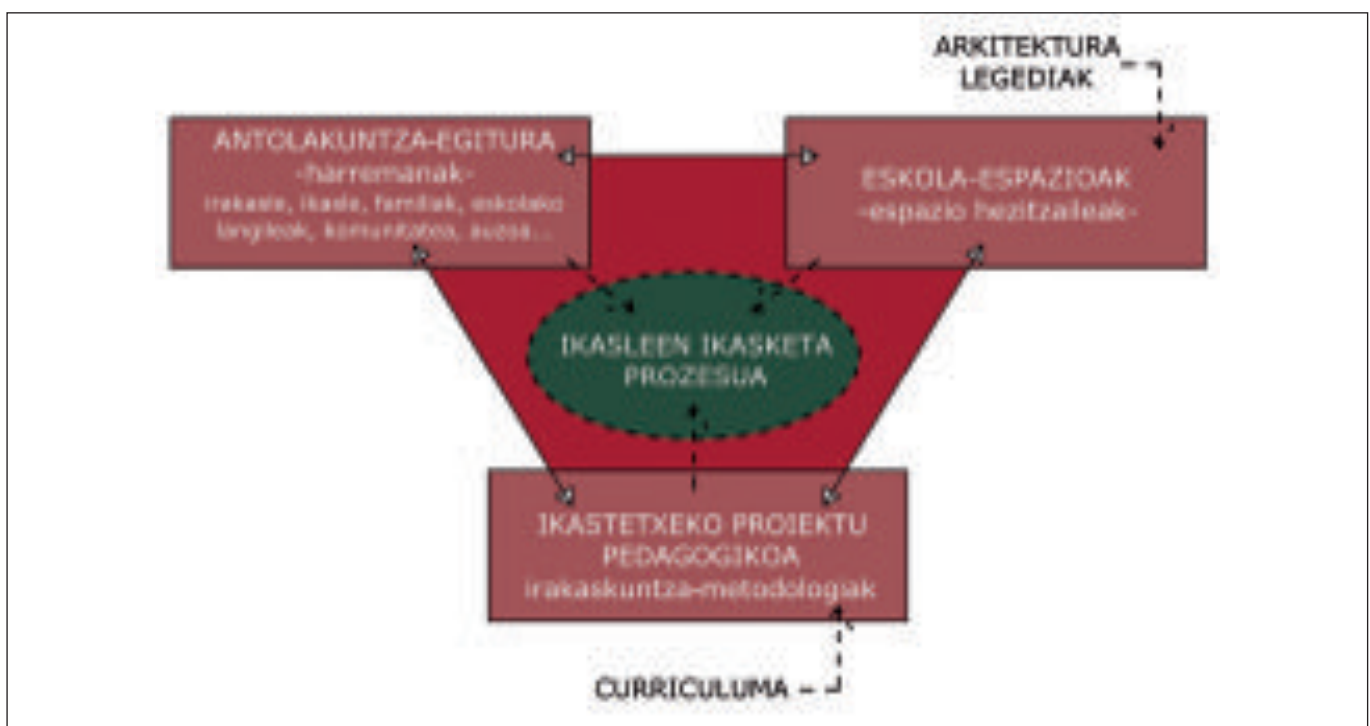 ARKITEKTURA
LEGEDIAK
ANTOLAKUNTZA-EGITURA
-harremanak-
irakasle, ikasle, familiak, eskolako
langileak, komunitatea, auzoa...
ESKOLA-ESPAZIOAK
-espazio hezitzaileak-
IKASLEEN IKASKETA
PROZESUA
IKASTETXEKO PROIEKTU
PEDAGOGIKOA
irakaskuntza-metodologiak
CURRICULUMA